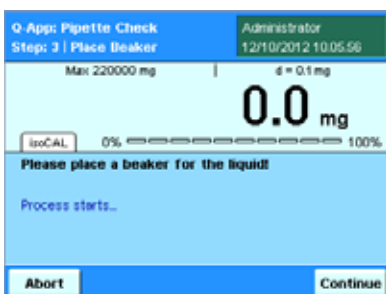 Q-App: Pipette Check
Step: 3 | Place Beaker
Administrator
12/10/2012 10:05:56
Max 220000 mg | d = 0.1 mg
0.0 mg
isoCAL 0% 100%
Please place a beaker for the liquid!
Process starts...
Abort Continue